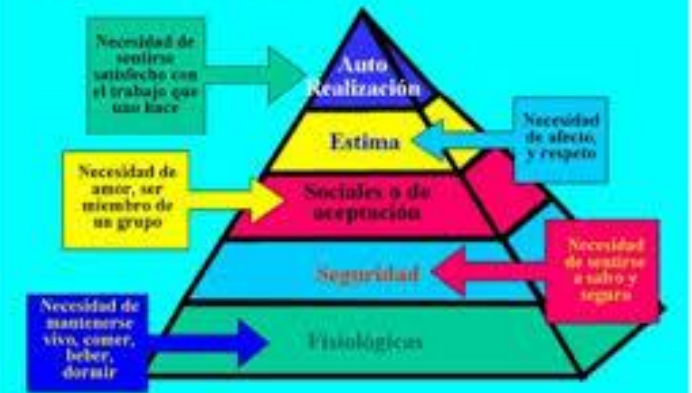 Necesidad de
sentirse
satisfecho con
el trabajo que
uno hace
Auto
Realización
Estima
Necesidad
de afecto,
y respeto
Necesidad de
amor, ser
miembro de
un grupo
Sociales o de
aceptación
Seguridad
Necesidad
de sentirse
a salvo y
seguro
Necesidad de
mantenerse
vivo, comer,
beber,
dormir
Fisiológicas